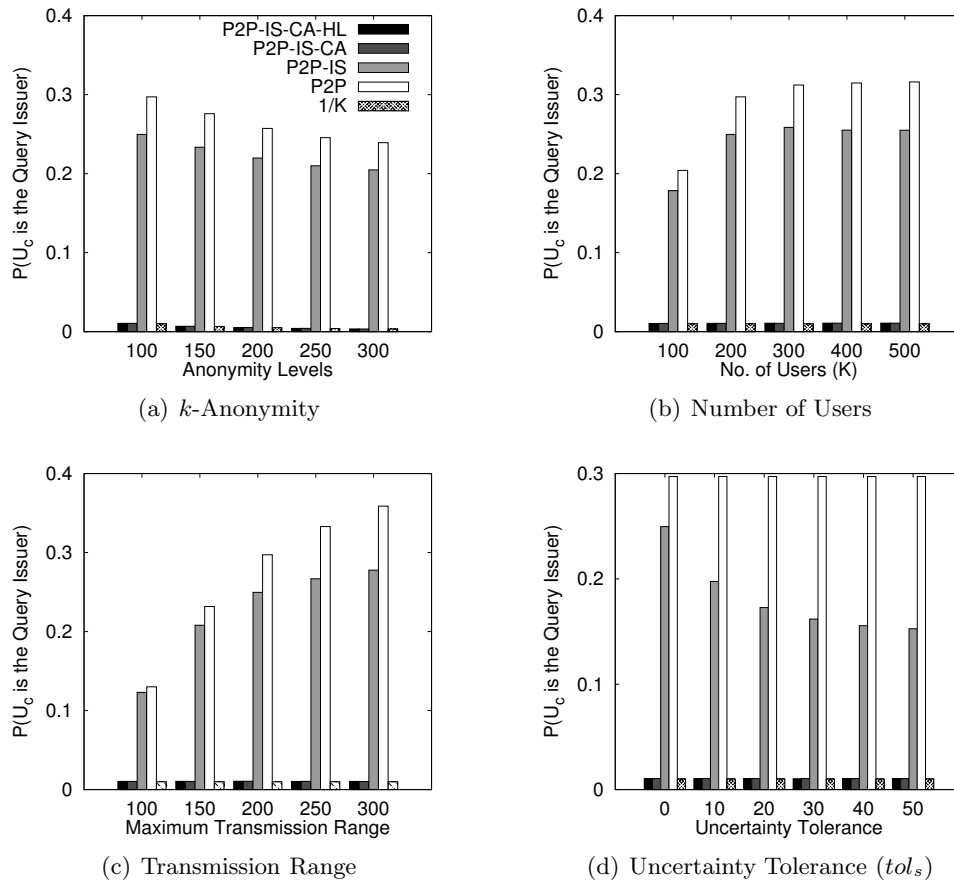 P(U_c is the Query Issuer)
0.4
0.3
0.2
0.1
0
P2P-IS-CA-HL
P2P-IS-CA
P2P-IS
P2P
1/K
100 150 200 250 300
Anonymity Levels
(a) k-Anonymity
P(U_c is the Query Issuer)
0.4
0.3
0.2
0.1
0
100 200 300 400 500
No. of Users (K)
(b) Number of Users
P(U_c is the Query Issuer)
0.4
0.3
0.2
0.1
0
100 150 200 250 300
Maximum Transmission Range
(c) Transmission Range
P(U_c is the Query Issuer)
0.3
0.2
0.1
0
0 10 20 30 40 50
Uncertainty Tolerance
(d) Uncertainty Tolerance (tol_s)